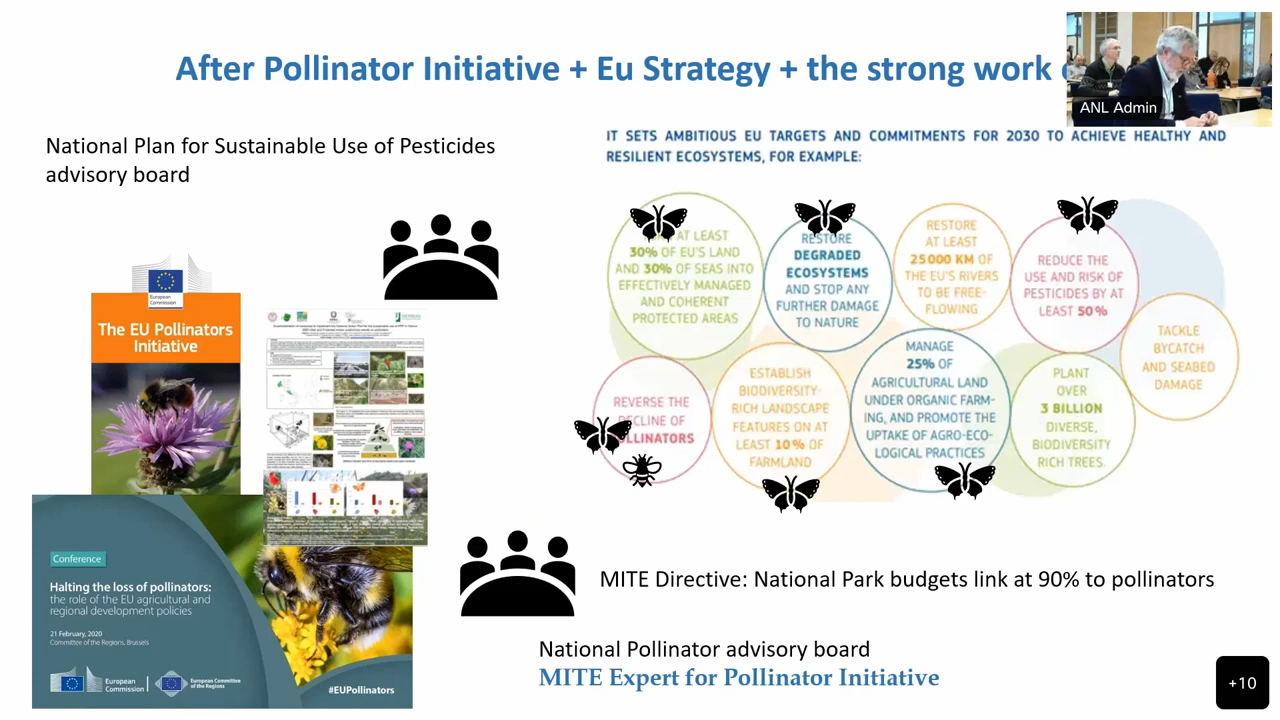 After Pollinator Initiative + Eu Strategy + the strong work
ANL Admin
National Plan for Sustainable Use of Pesticides
advisory board
IT SETS AMBITIOUS EU TARGETS AND COMMITMENTS FOR 2030 TO ACHIEVE HEALTHY AND
RESILIENT ECOSYSTEMS, FOR EXAMPLE:
AT LEAST
30% OF EU'S LAND
AND 30% OF SEAS INTO
EFFECTIVELY MANAGED
AND COHERENT
PROTECTED AREAS
RESTORE
DEGRADED
ECOSYSTEMS
AND STOP ANY
FURTHER DAMAGE
TO NATURE
RESTORE
AT LEAST
25000 KM OF
THE EU'S RIVERS
TO BE FREE-
FLOWING
REDUCE THE
USE AND RISK OF
PESTICIDES BY AT
LEAST 50%
TACKLE
BYCATCH
AND SEABED
DAMAGE
REVERSE THE
DECLINE OF
POLLINATORS
ESTABLISH
BIODIVERSITY-
RICH LANDSCAPE
FEATURES ON AT
LEAST 10% OF
FARMLAND
MANAGE
25% OF
AGRICULTURAL LAND
UNDER ORGANIC FARM-
ING, AND PROMOTE THE
UPTAKE OF AGRO-ECO-
LOGICAL PRACTICES
PLANT
OVER
3 BILLION
DIVERSE,
BIODIVERSITY
RICH TREES.
European
Commission
The EU Pollinators
Initiative
Conference
Halting the loss of pollinators:
the role of the EU agricultural and
regional development policies
21 February, 2020
Committee of the Regions, Brussels
European
Commission
European Committee
of the Regions
#EUPollinators
MITE Directive: National Park budgets link at 90% to pollinators
National Pollinator advisory board
MITE Expert for Pollinator Initiative
+10